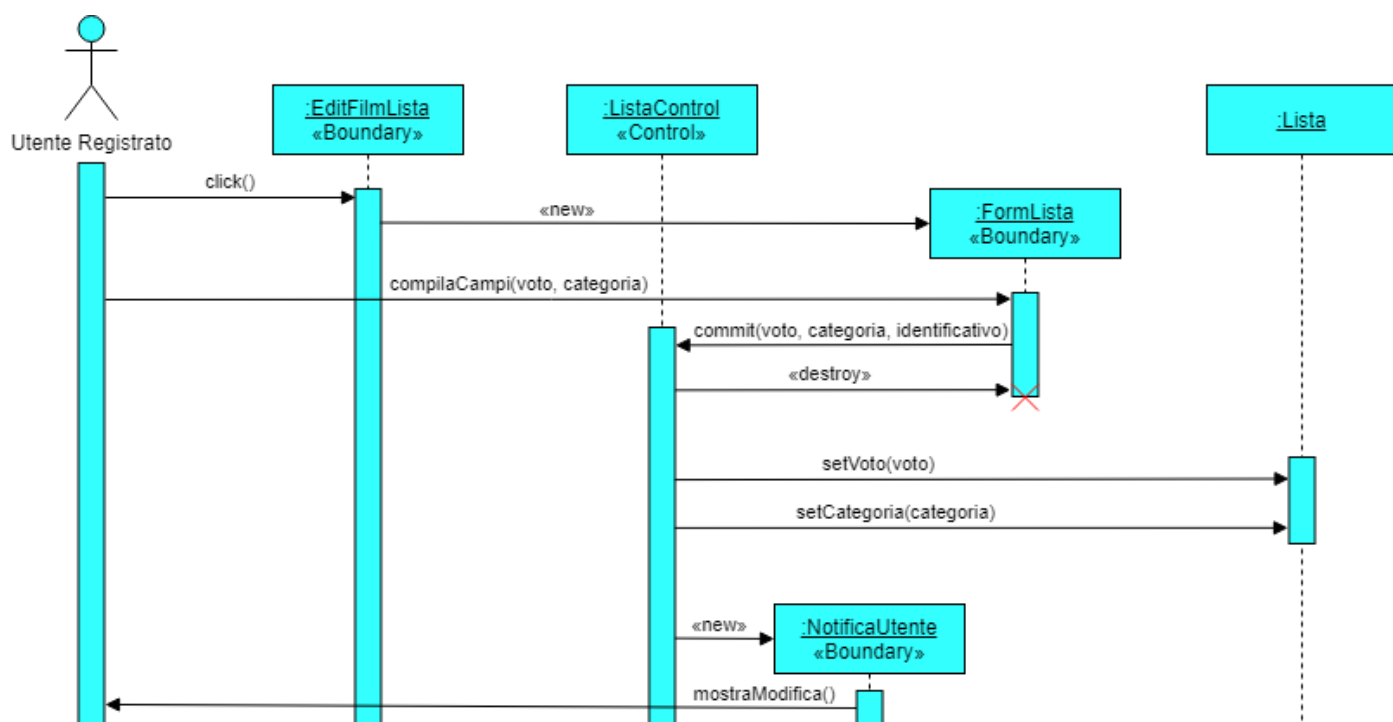 Utente Registrato
:EditFilmLista
«Boundary»
:ListaControl
«Control»
:Lista
click()
«new»
:FormLista
«Boundary»
compilaCampi(voto, categoria)
commit(voto, categoria, identificativo)
«destroy»
setVoto(voto)
setCategoria(categoria)
«new»
:NotificaUtente
«Boundary»
mostraModifica()